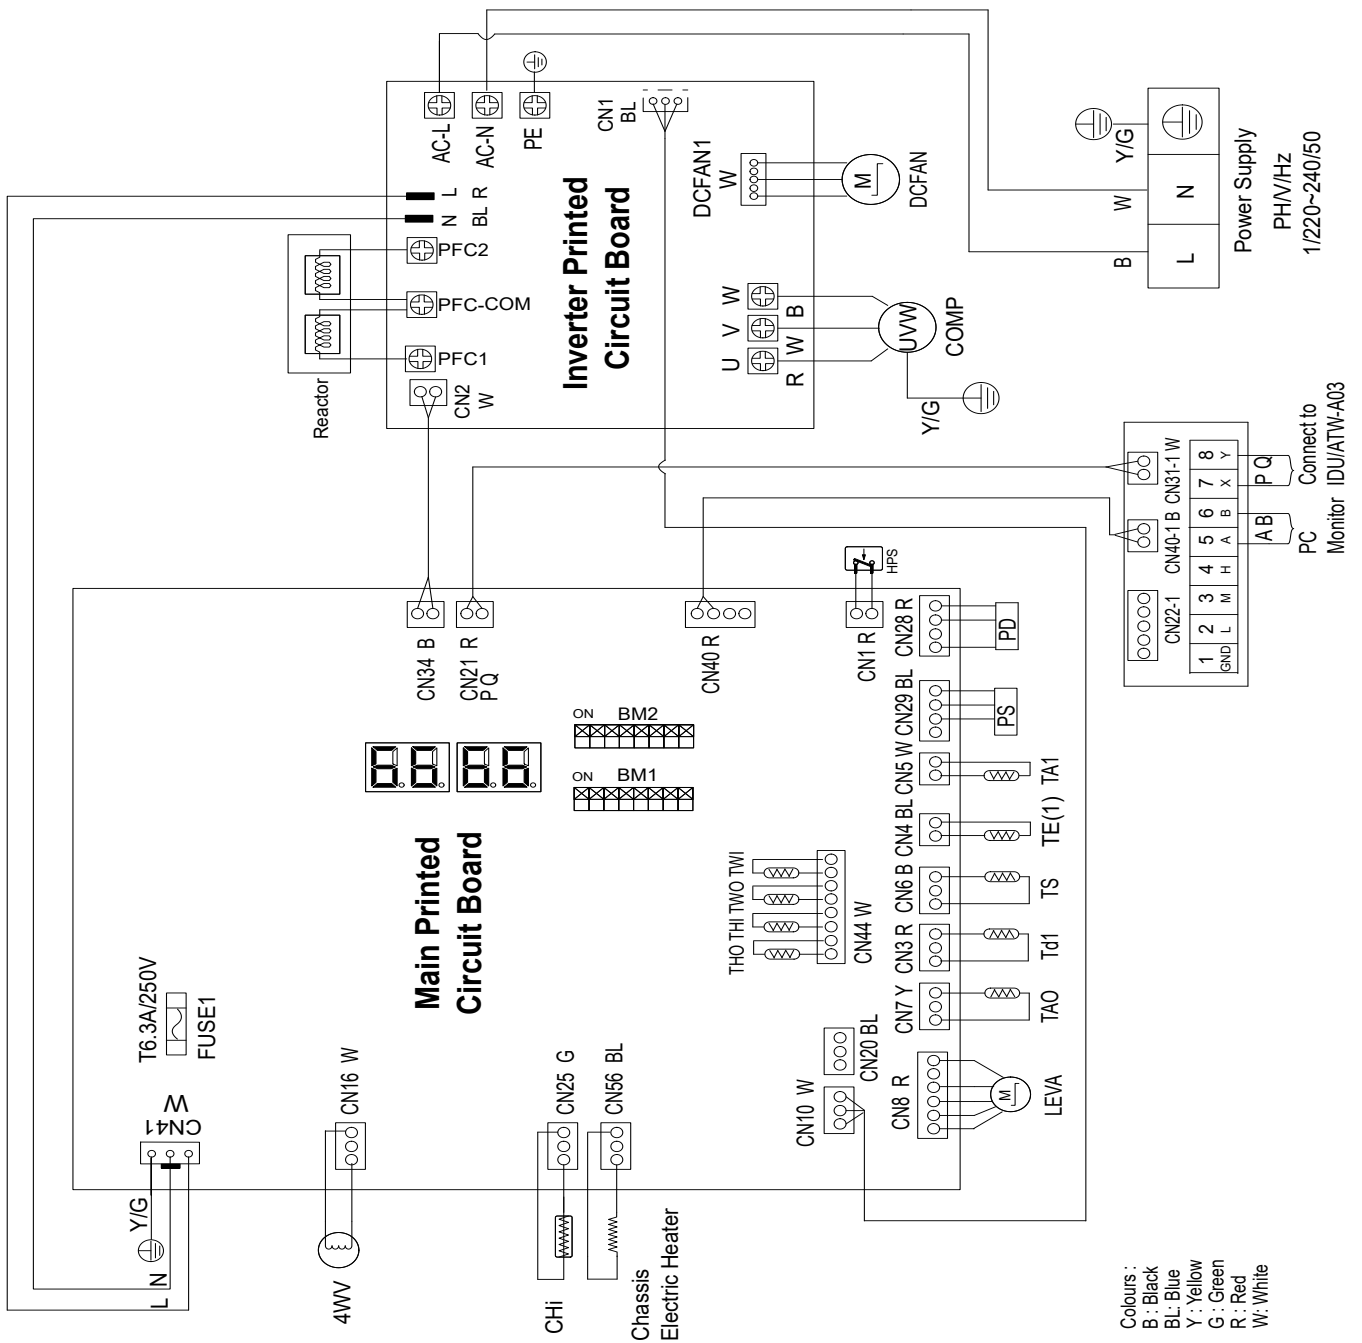 AC-L
AC-N
PE
CN1
BL
L R
N BL
PFC2
PFC-COM
PFC1
Reactor
CN2
W
Inverter Printed
Circuit Board
DCFAN1
W
M
DCFAN
U V W
R W B
UVW
COMP
Y/G
Y/G
W
B
L N
Power Supply
PH/V/Hz
1/220~240/50
CN34 B
CN21 R
P Q
CN40 R
CN1 R
HPS
CN22-1
CN40-1 B
CN31-1 W
1 2 3 4 5 6 7 8
GND L M H A B X Y
A B
P Q
PC
Monitor
Connect to
IDU/ATW-A03
ON BM2
ON BM1
Main Printed
Circuit Board
T6.3A/250V
FUSE1
W
CN41
Y/G
L N
CN16 W
4WV
CN25 G
CHi
CN56 BL
Chassis
Electric Heater
THO THI TWO TWI
CN44 W
CN20 BL
CN10 W
CN8 R
M
LEVA
CN7 Y
TAO
CN3 R
Td1
CN6 B
TS
CN4 BL
TE(1)
CN5 W
TA1
CN29 BL
PS
CN28 R
PD
Colours :
B : Black
BL: Blue
Y : Yellow
G : Green
R : Red
W: White